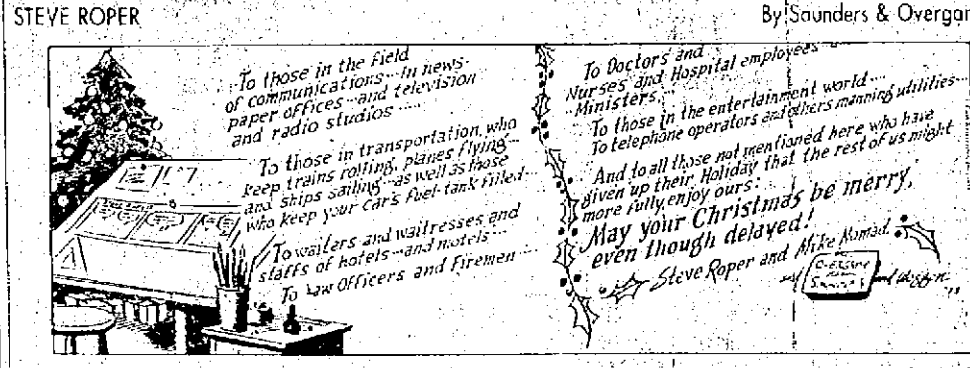 STEVE ROPER
By Saunders & Overgar
To those in the field
of communications--in news-
paper offices--and television
and radio studios----
To those in transportation, who
keep trains rolling, planes flying--
and ships sailing--as well as those
who keep your car's fuel-tank filled--
To waiters and waitresses and
staffs of hotels--and motels--
To Law Officers and Firemen--
To Doctors and
Nurses and Hospital employees--
Ministers,--
To those in the entertainment world--
To telephone operators and others manning utilities--
And to all those not mentioned here who have
given up their Holiday that the rest of us might
more fully enjoy ours:
May your Christmas be merry,
even though delayed!
Steve Roper and Mike Nomad